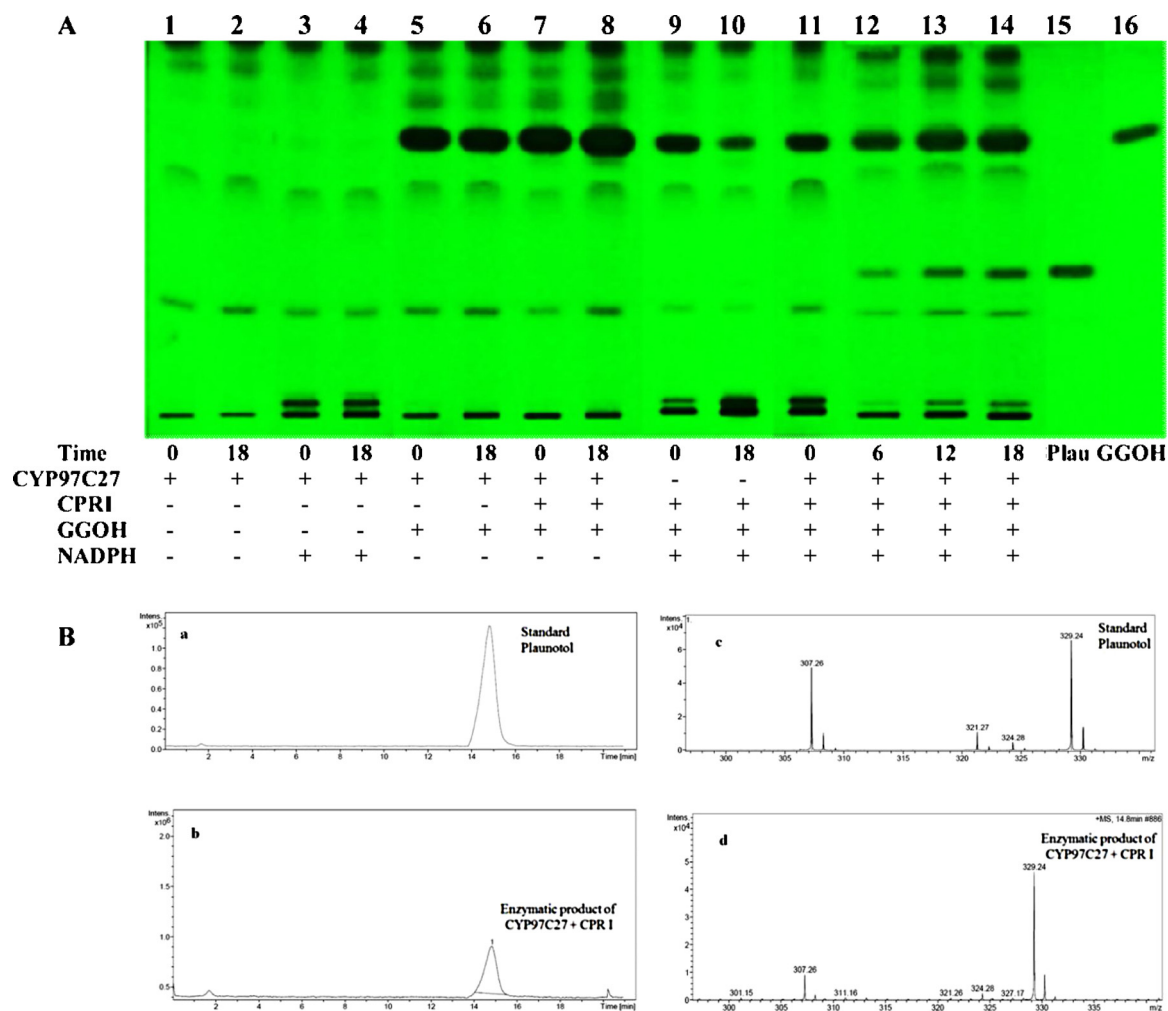 A 1 2 3 4 5 6 7 8 9 10 11 12 13 14 15 16
Time 0 18 0 18 0 18 0 18 0 18 0 6 12 18 Plau GGOH
CYP97C27 + + + + + + + + - - + + + +
CPRI - - - - - - + + + + + + + +
GGOH - - - - + + + + + + + + + +
NADPH - - + + - - - - + + + + + +
B
Intens.
x10⁵
a
Standard
Plaunotol
1.0
0.8
0.6
0.4
0.2
0.0
2 4 6 8 10 12 14 16 18 20 Time [min]
Intens.
x10⁴
c
Standard
Plaunotol
329.24
307.26
321.27
324.28
6
4
2
0
300 305 310 315 320 325 330 m/z
Intens.
x10⁶
b
Enzymatic product of
CYP97C27 + CPR I
1
2.0
1.5
1.0
0.5
2 4 6 8 10 12 14 16 18 20 Time [min]
Intens.
x10⁴
+MS, 14.8min #886
d
Enzymatic product of
CYP97C27 + CPR I
329.24
307.26
301.15
311.16
321.26
324.28
327.17
5
4
3
2
1
0
300 305 310 315 320 325 330 335 m/z